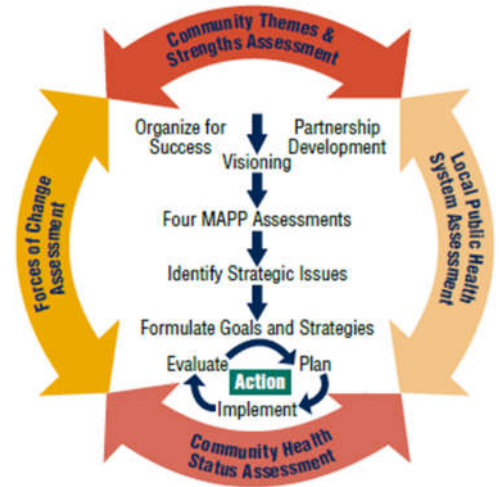 Community Themes &
Strengths Assessment
Organize for
Success
Partnership
Development
Visioning
Four MAPP Assessments
Identify Strategic Issues
Formulate Goals and Strategies
Evaluate
Plan
Action
Implement
Forces of Change
Assessment
Local Public Health
System Assessment
Community Health
Status Assessment